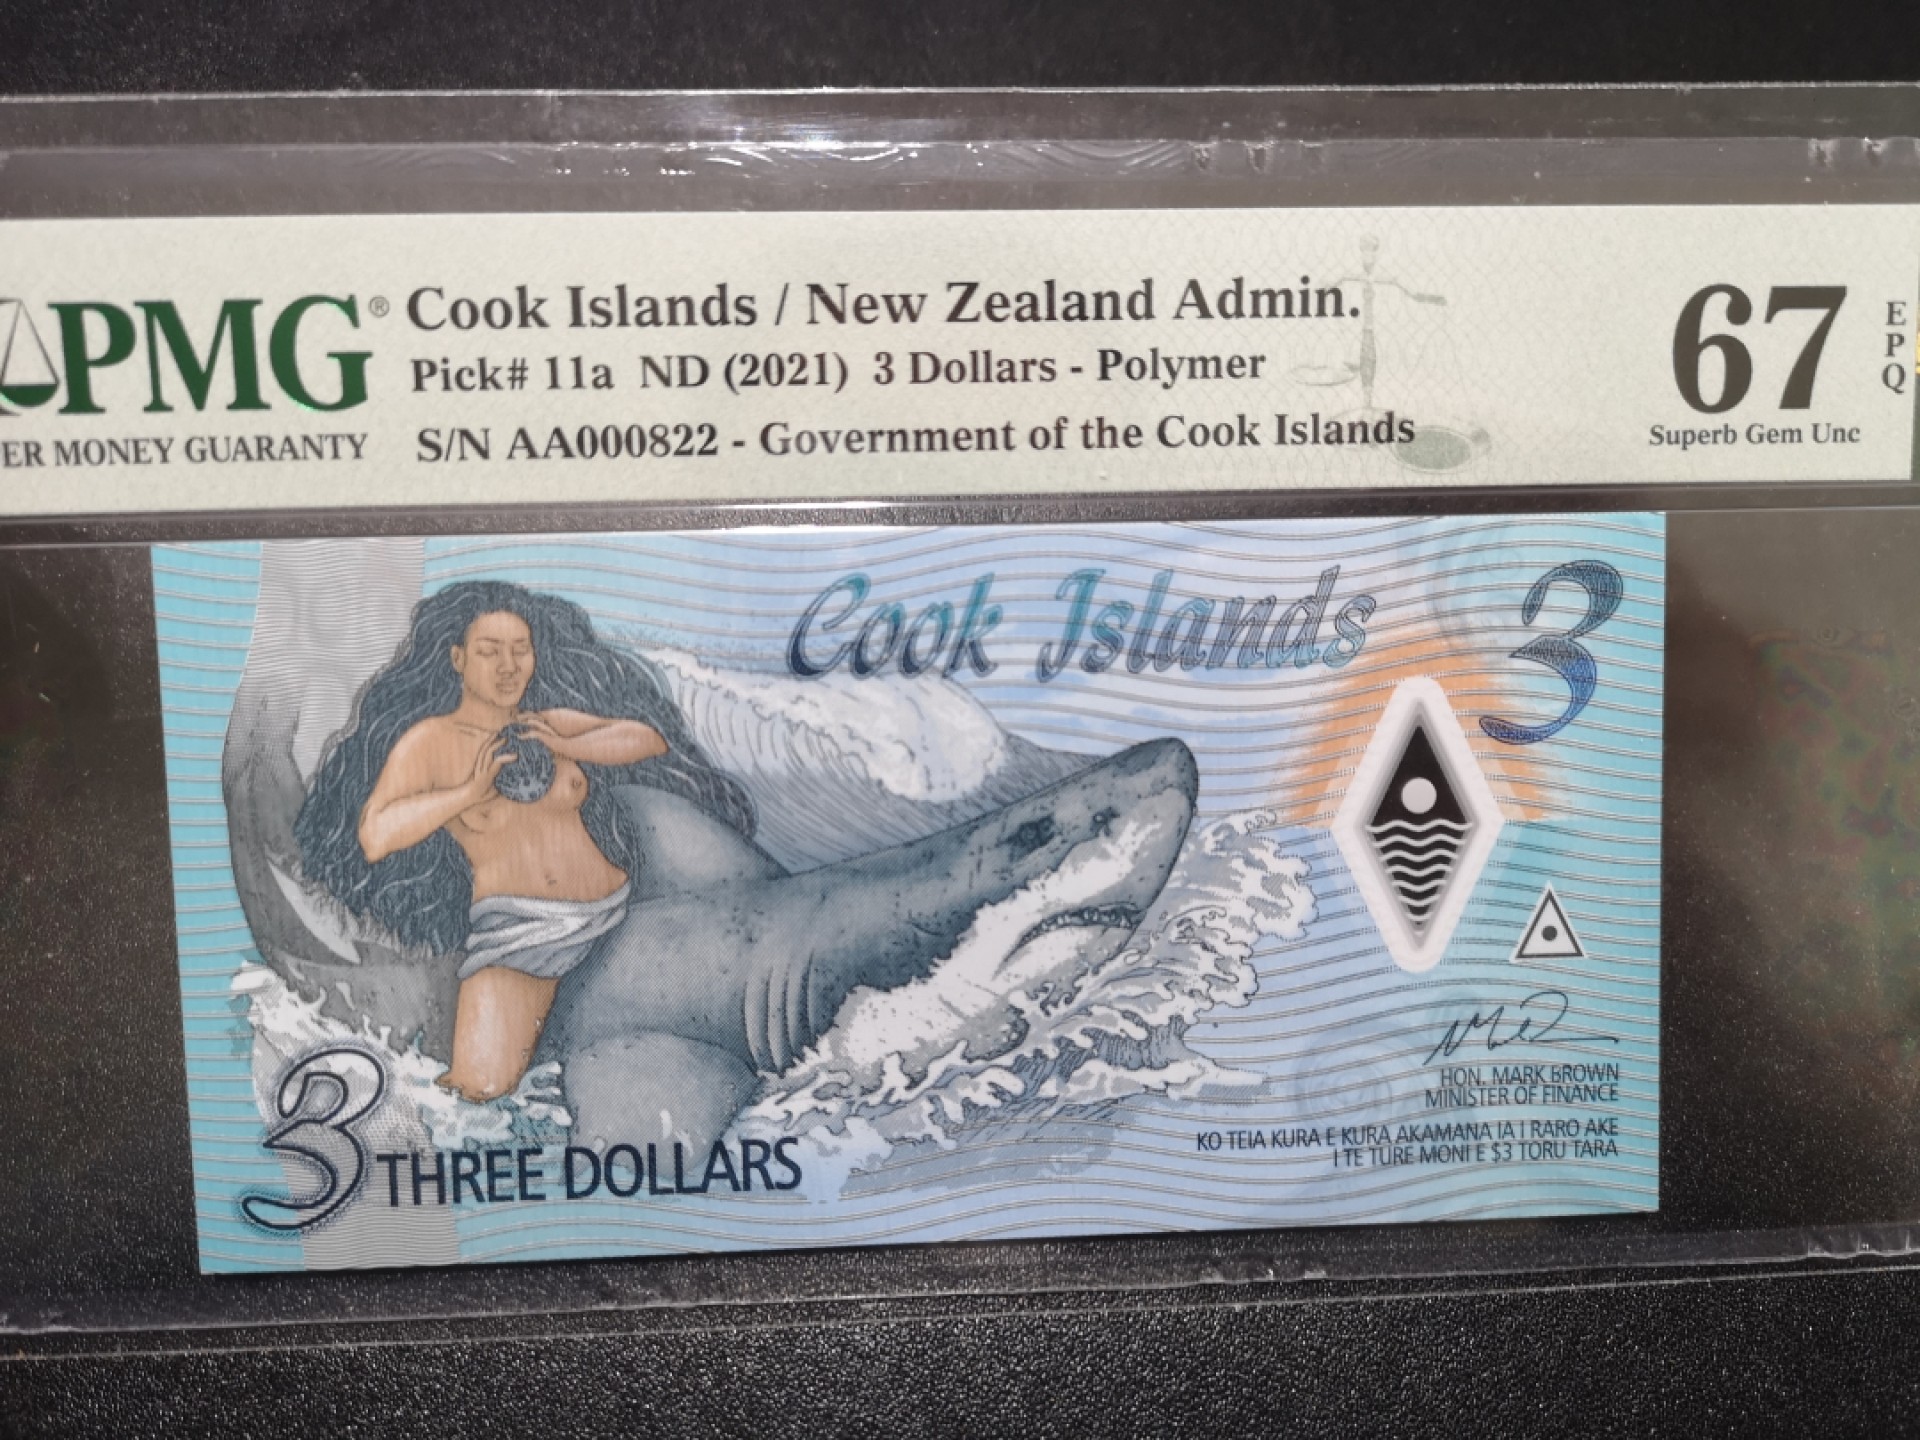 PMG®
ER MONEY GUARANTY
Cook Islands / New Zealand Admin.
Pick# 11a ND (2021) 3 Dollars - Polymer
S/N AA000822 - Government of the Cook Islands
67
EPQ
Superb Gem Unc
Cook Islands
3
HON. MARK BROWN
MINISTER OF FINANCE
KO TEIA KURA E KURA AKAMANA IA I RARO AKE
I TE TURE MONI E $3 TORU TARA
3 THREE DOLLARS